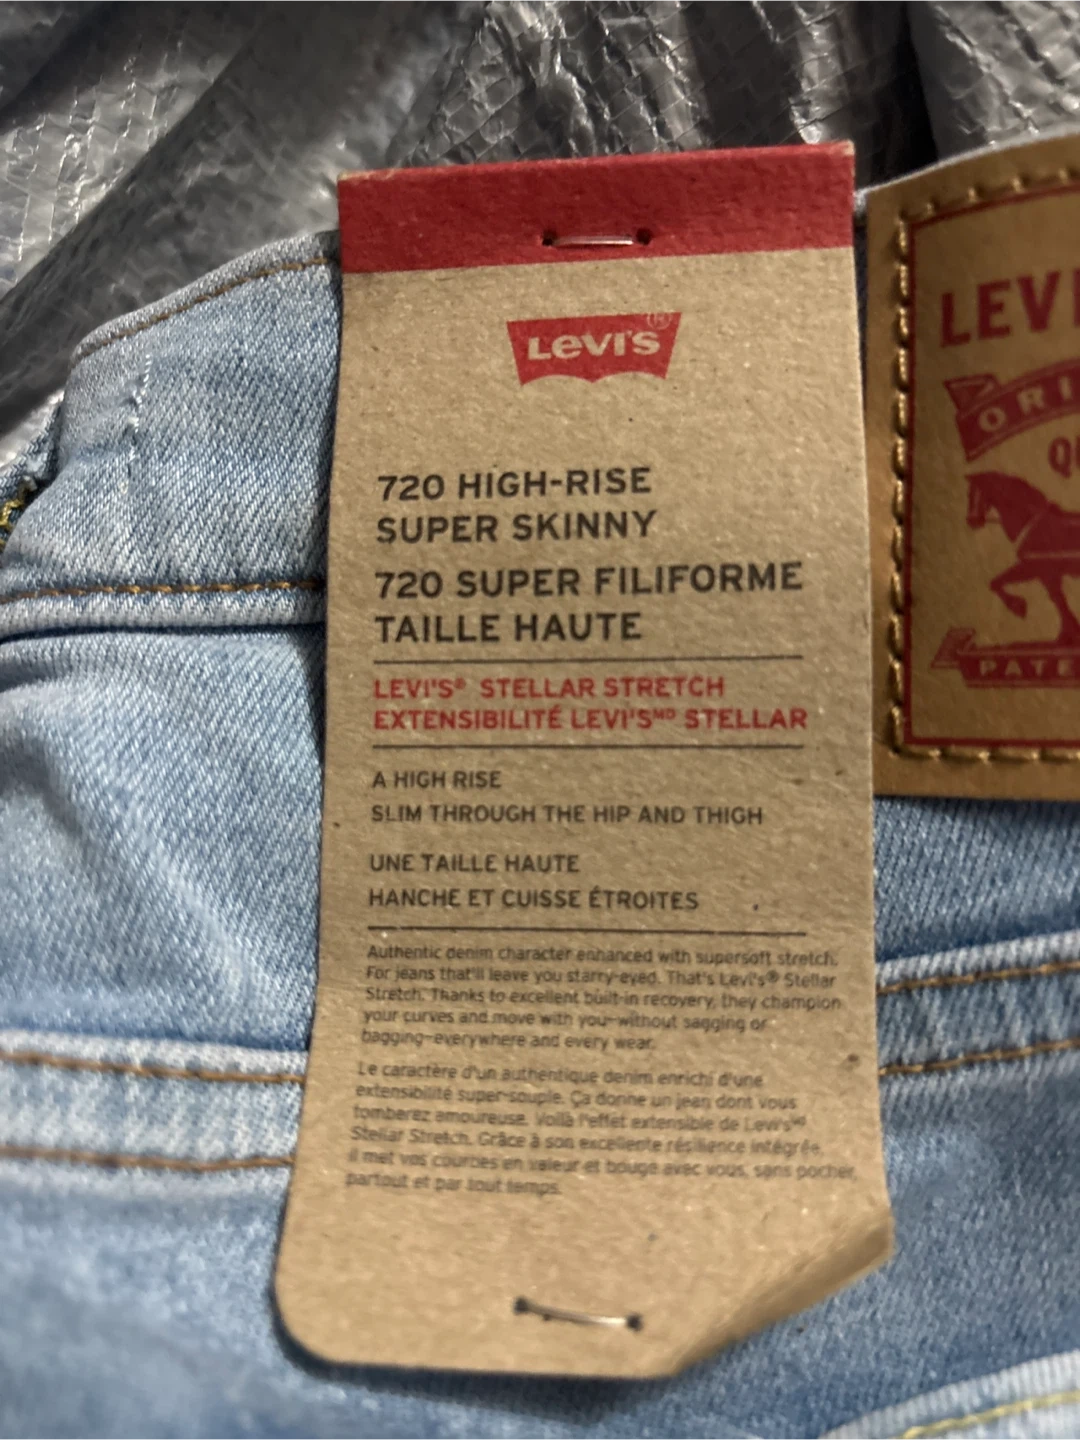 Levi's®
720 HIGH-RISE
SUPER SKINNY
720 SUPER FILIFORME
TAILLE HAUTE
LEVI'S® STELLAR STRETCH
EXTENSIBILITÉ LEVI'SMD STELLAR
A HIGH RISE
SLIM THROUGH THE HIP AND THIGH
UNE TAILLE HAUTE
HANCHE ET CUISSE ÉTROITES
Authentic denim character enhanced with supersoft stretch.
For jeans that'll leave you starry-eyed. That's Levi's® Stellar
Stretch. Thanks to excellent built-in recovery, they champion
your curves and move with you—without sagging or
bagging—everywhere and every wear.
Le caractère d'un authentique denim enrichi d'une
extensibilité super-souple. Ça donne un jean dont vous
tomberez amoureuse. Voilà l'effet extensible de Levi'sMD
Stellar Stretch. Grâce à son excellente résilience intégrée,
il met vos courbes en valeur et bouge avec vous, sans pocher,
partout et par tout temps.
LEV
ORI
QU
PATE